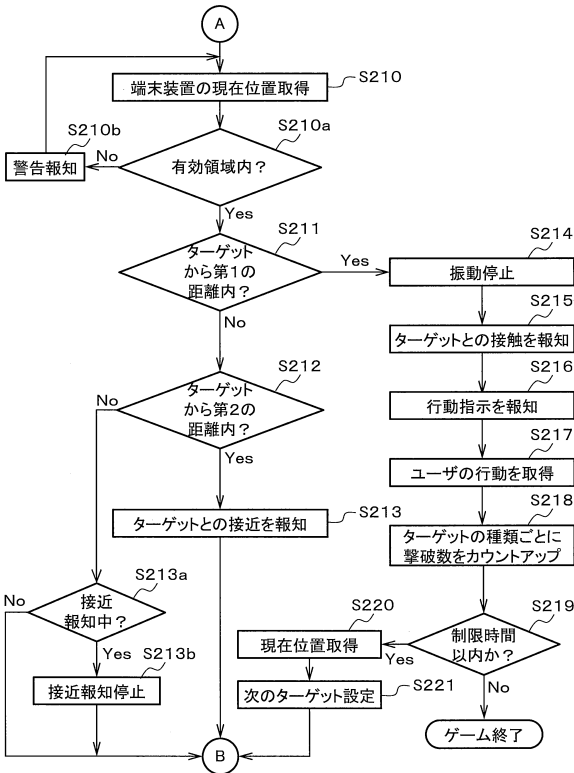 A
端末装置の現在位置取得
S210
S210a
有効領域内？
S210b
警告報知
No
Yes
S211
ターゲット
から第1の
距離内？
Yes
No
S214
振動停止
S215
ターゲットとの接触を報知
S216
行動指示を報知
S217
ユーザの行動を取得
S218
ターゲットの種類ごとに
撃破数をカウントアップ
S219
制限時間
以内か？
Yes
No
ゲーム終了
S220
現在位置取得
S221
次のターゲット設定
S212
ターゲット
から第2の
距離内？
No
Yes
S213
ターゲットとの接近を報知
S213a
接近
報知中？
No
Yes
S213b
接近報知停止
B